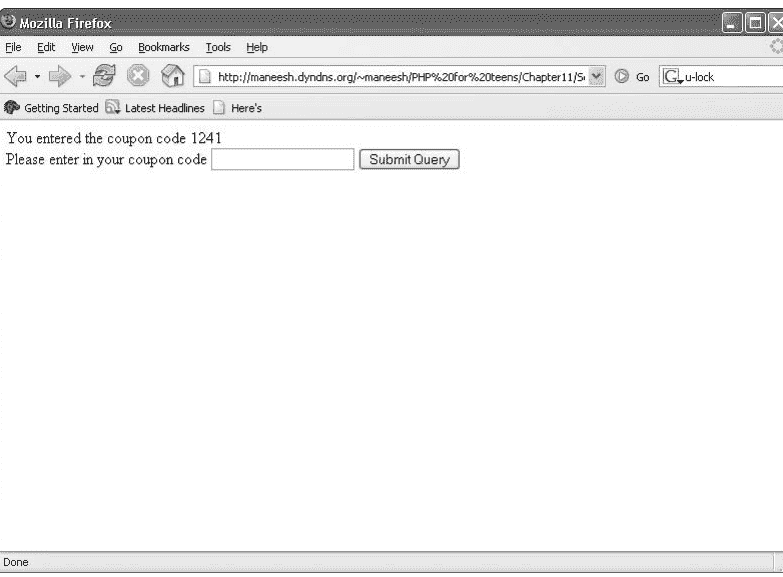 Mozilla Firefox
File Edit View Go Bookmarks Tools Help
http://maneesh.dyndns.org/~maneesh/PHP%20for%20teens/Chapter11/S Go G u-lock
Getting Started Latest Headlines Here's
You entered the coupon code 1241
Please enter in your coupon code Submit Query
Done